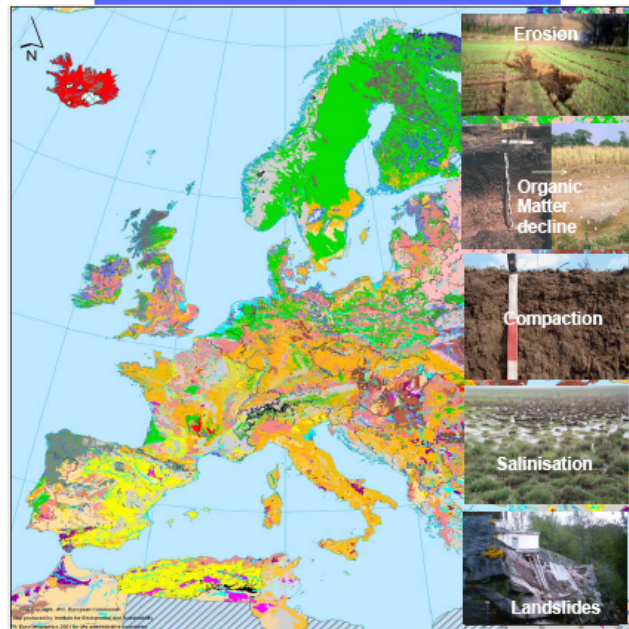 N
Erosion
Organic
Matter
decline
Compaction
Salinisation
Landslides